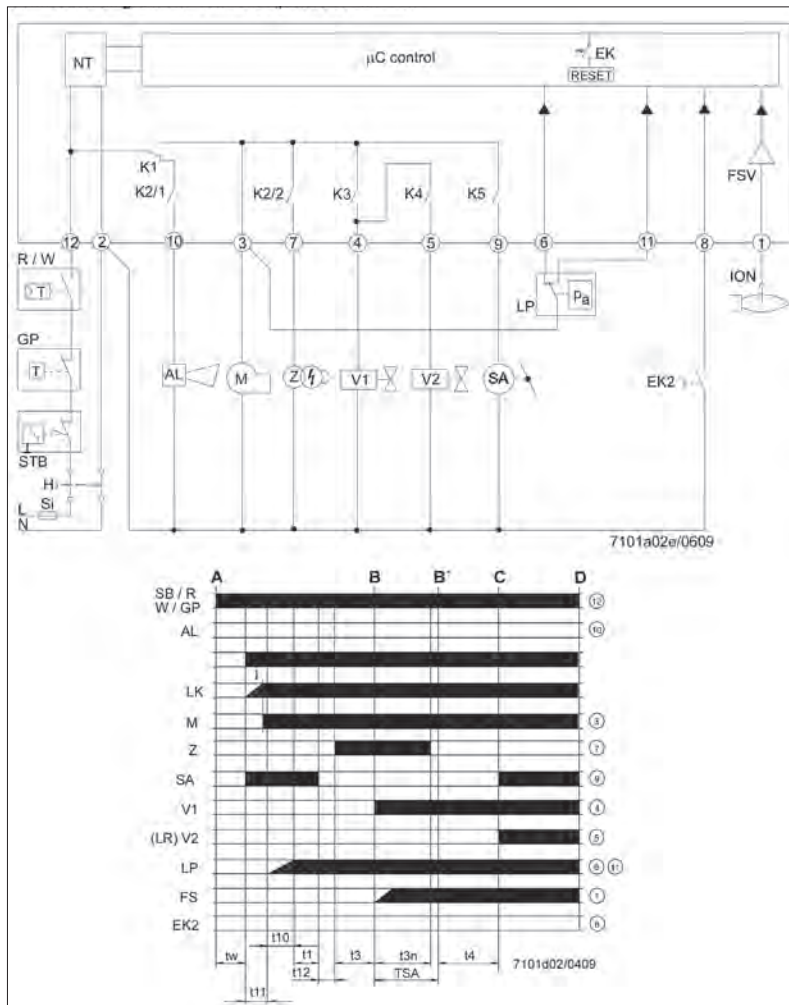 NT
µC control
EK
RESET
FSV
K1
K2/1
K2/2
K3
K4
K5
12 2 10 3 7 4 5 9 6 11 8 1
R / W
T
LP
Pa
ION
GP
T
AL
M
Z
V1
V2
SA
EK2
STB
H
L
Si
N
7101a02e/0609
A B B' C D
SB / R
W / GP
12
AL
10
LK
M
3
Z
7
SA
9
V1
4
(LR) V2
5
LP
6 11
FS
1
EK2
t10
tw
t1
t3
t3n
t4
7101d02/0409
t12
TSA
t11